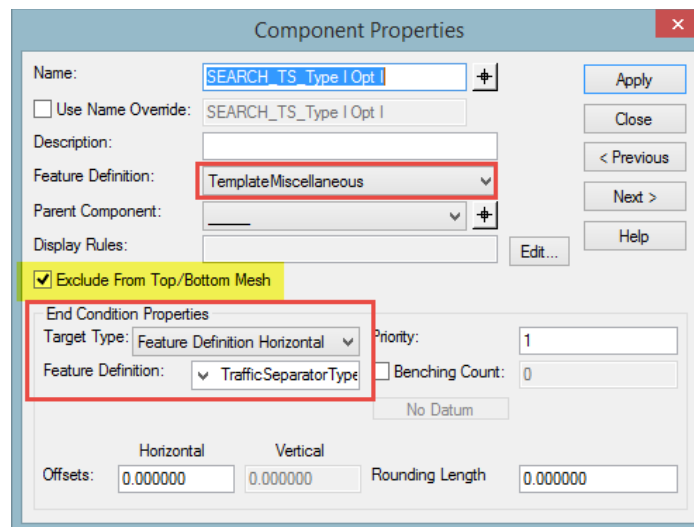 Component Properties
Name: SEARCH_TS_Type I Opt I
Apply
Use Name Override: SEARCH_TS_Type I Opt I
Close
Description:
< Previous
Feature Definition: TemplateMiscellaneous
Next >
Parent Component:
Help
Display Rules: Edit...
Exclude From Top/Bottom Mesh
End Condition Properties
Target Type: Feature Definition Horizontal Priority: 1
Feature Definition: TrafficSeparatorType Benching Count: 0
No Datum
Horizontal Vertical
Offsets: 0.000000 0.000000 Rounding Length 0.000000